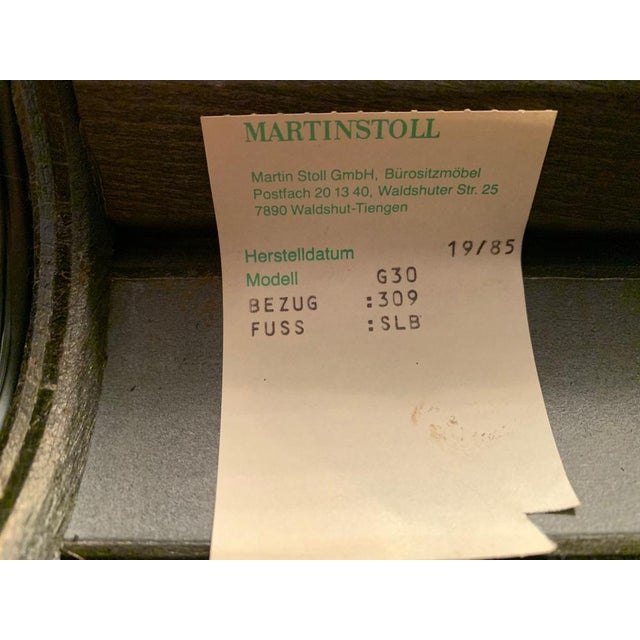 MARTINSTOLL
Martin Stoll GmbH, Bürositzmöbel
Postfach 20 13 40, Waldshuter Str. 25
7890 Waldshut-Tiengen
Herstelldatum 19/85
Modell G30
BEZUG :309
FUSS :SLB